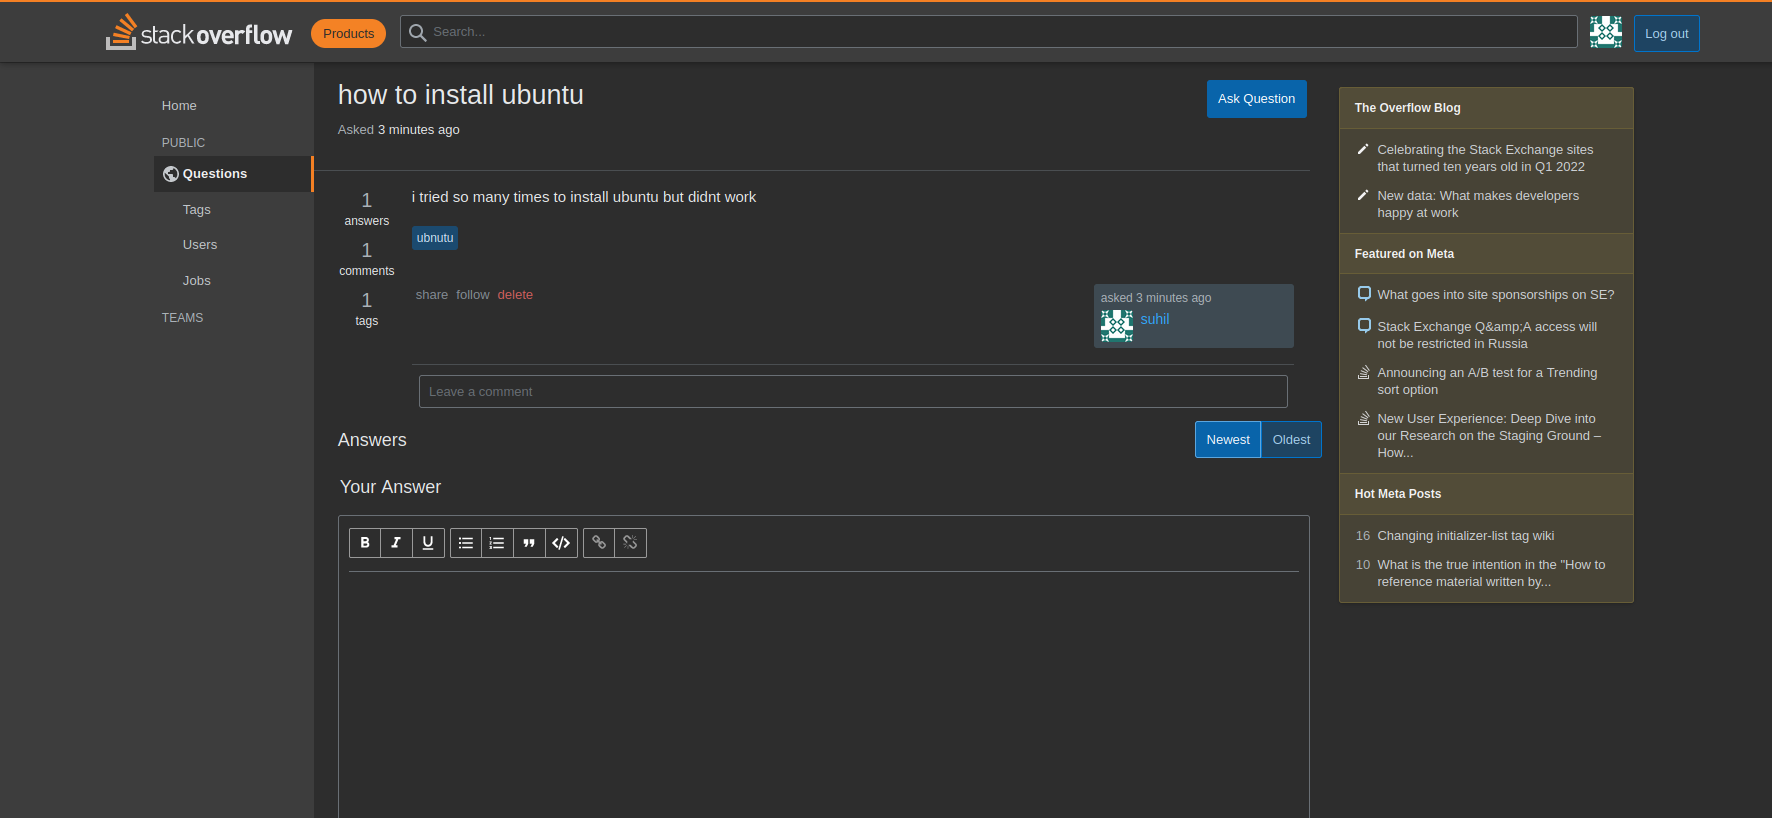 stackoverflow
Products
Search...
Log out
Home
PUBLIC
Questions
Tags
Users
Jobs
TEAMS
how to install ubuntu
Ask Question
Asked 3 minutes ago
1
answers
1
comments
1
tags
i tried so many times to install ubuntu but didnt work
ubnutu
share follow delete
asked 3 minutes ago
suhil
Leave a comment
Answers
Newest
Oldest
Your Answer
B I U
The Overflow Blog
Celebrating the Stack Exchange sites
that turned ten years old in Q1 2022
New data: What makes developers
happy at work
Featured on Meta
What goes into site sponsorships on SE?
Stack Exchange Q&amp;A access will
not be restricted in Russia
Announcing an A/B test for a Trending
sort option
New User Experience: Deep Dive into
our Research on the Staging Ground –
How...
Hot Meta Posts
16 Changing initializer-list tag wiki
10 What is the true intention in the "How to
reference material written by...